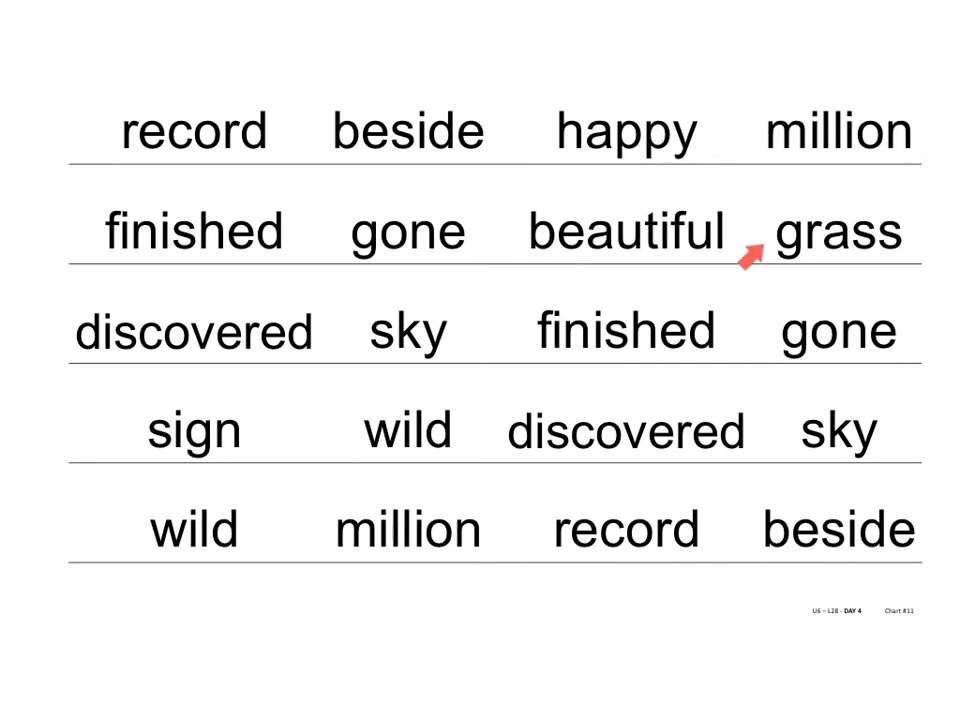 record beside happy million
finished gone beautiful grass
discovered sky finished gone
sign wild discovered sky
wild million record beside
U6 – L28 - DAY 4 Chart #11